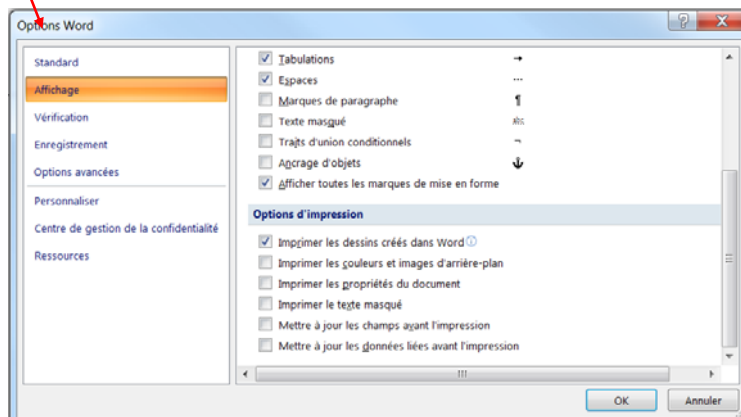 Options Word
Standard
Affichage
Vérification
Enregistrement
Options avancées
Personnaliser
Centre de gestion de la confidentialité
Ressources
Tabulations →
Espaces ...
Marques de paragraphe ¶
Texte masqué abc
Traits d'union conditionnels ¬
Ancrage d'objets
Afficher toutes les marques de mise en forme
Options d'impression
Imprimer les dessins créés dans Word
Imprimer les couleurs et images d'arrière-plan
Imprimer les propriétés du document
Imprimer le texte masqué
Mettre à jour les champs avant l'impression
Mettre à jour les données liées avant l'impression
OK Annuler